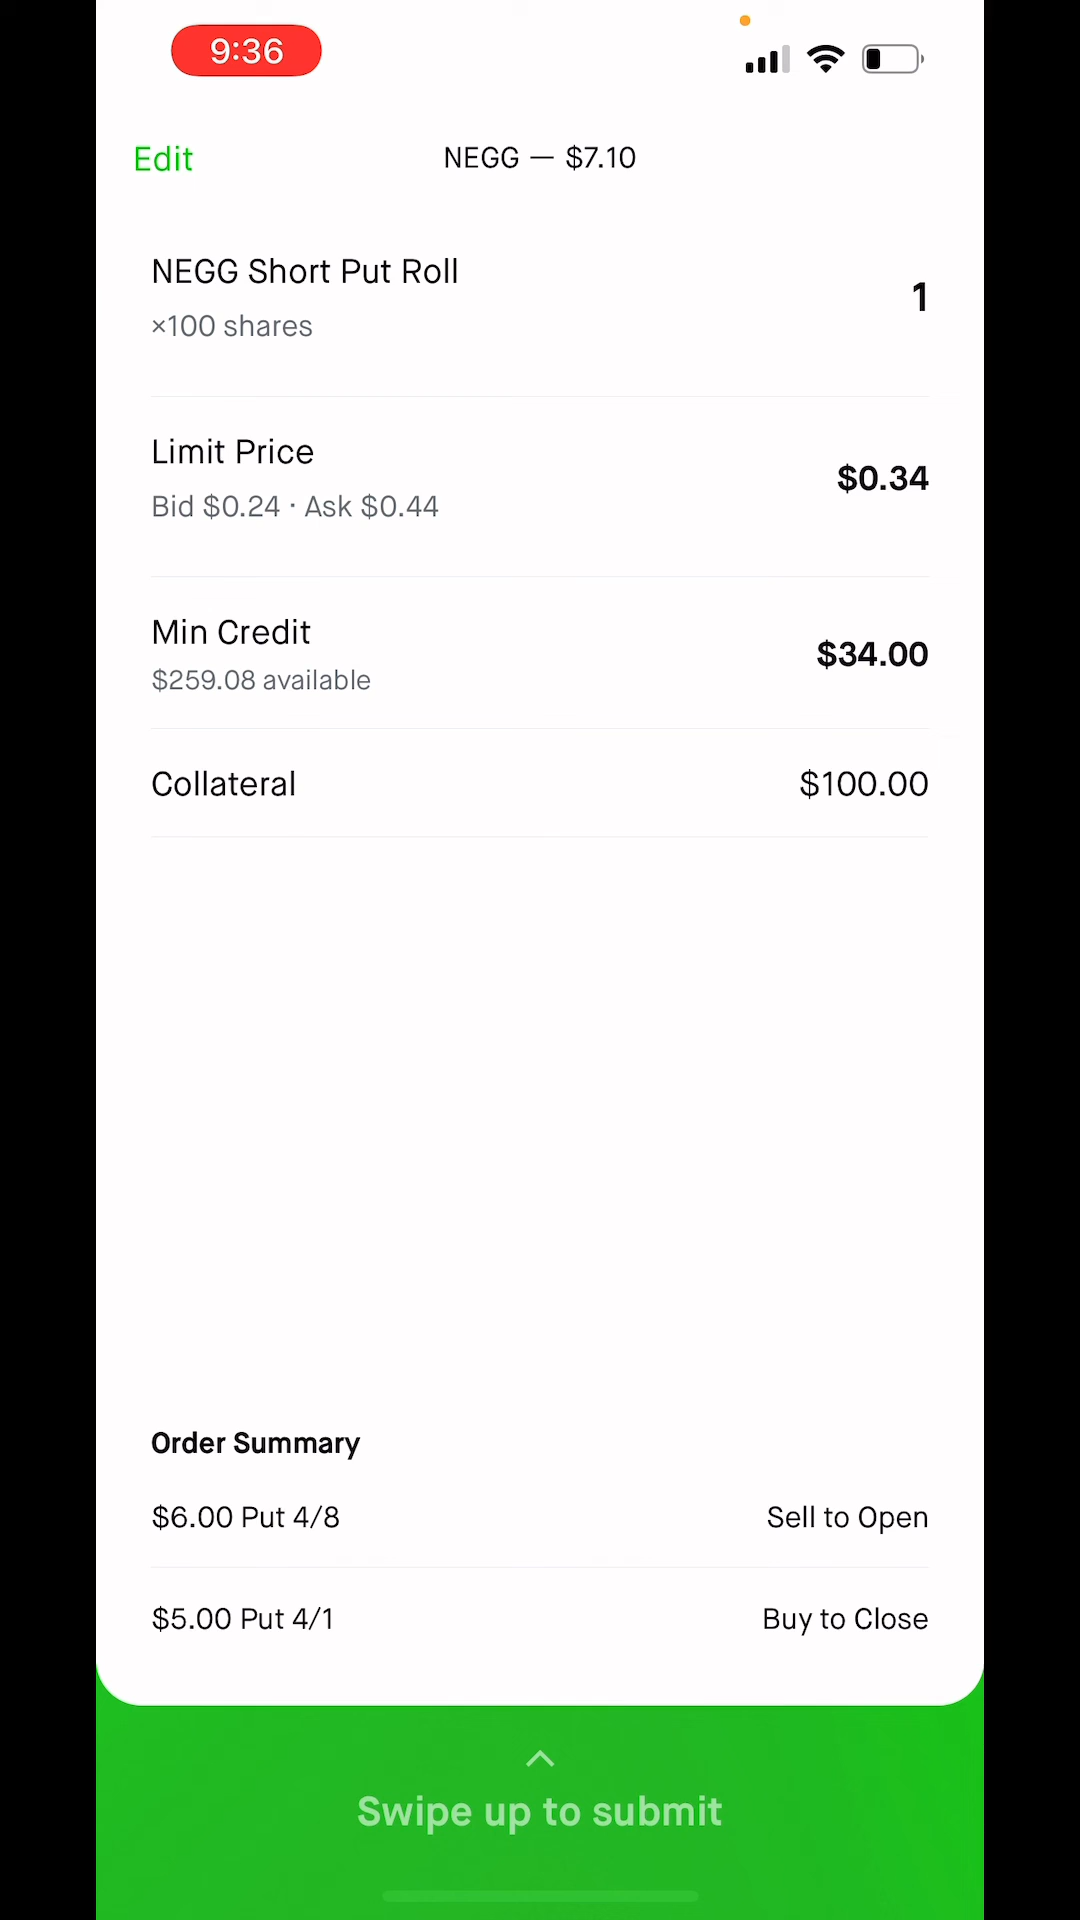 9:36
Edit
NEGG — $7.10
NEGG Short Put Roll
×100 shares
1
Limit Price
Bid $0.24 · Ask $0.44
$0.34
Min Credit
$259.08 available
$34.00
Collateral
$100.00
Order Summary
$6.00 Put 4/8
Sell to Open
$5.00 Put 4/1
Buy to Close
Swipe up to submit